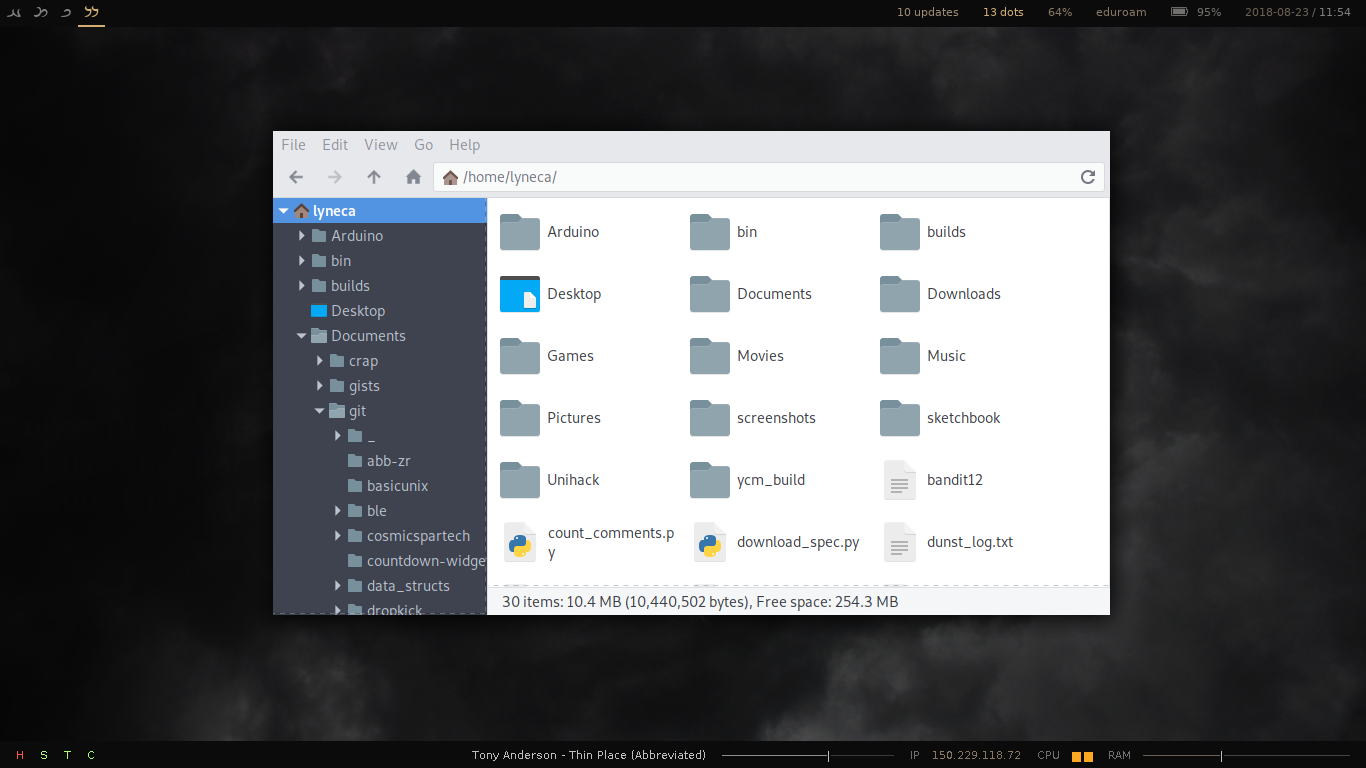 10 updates 13 dots 64% eduroam 95% 2018-08-23 / 11:54
File Edit View Go Help
/home/lyneca/
lyneca
Arduino
bin
builds
Desktop
Documents
crap
gists
git
_
abb-zr
basicunix
ble
cosmicspartech
countdown-widge
data_structs
dropkick
Arduino bin builds
Desktop Documents Downloads
Games Movies Music
Pictures screenshots sketchbook
Unihack ycm_build bandit12
count_comments.p
y
download_spec.py dunst_log.txt
30 items: 10.4 MB (10,440,502 bytes), Free space: 254.3 MB
H S T C Tony Anderson - Thin Place (Abbreviated) IP 150.229.118.72 CPU RAM